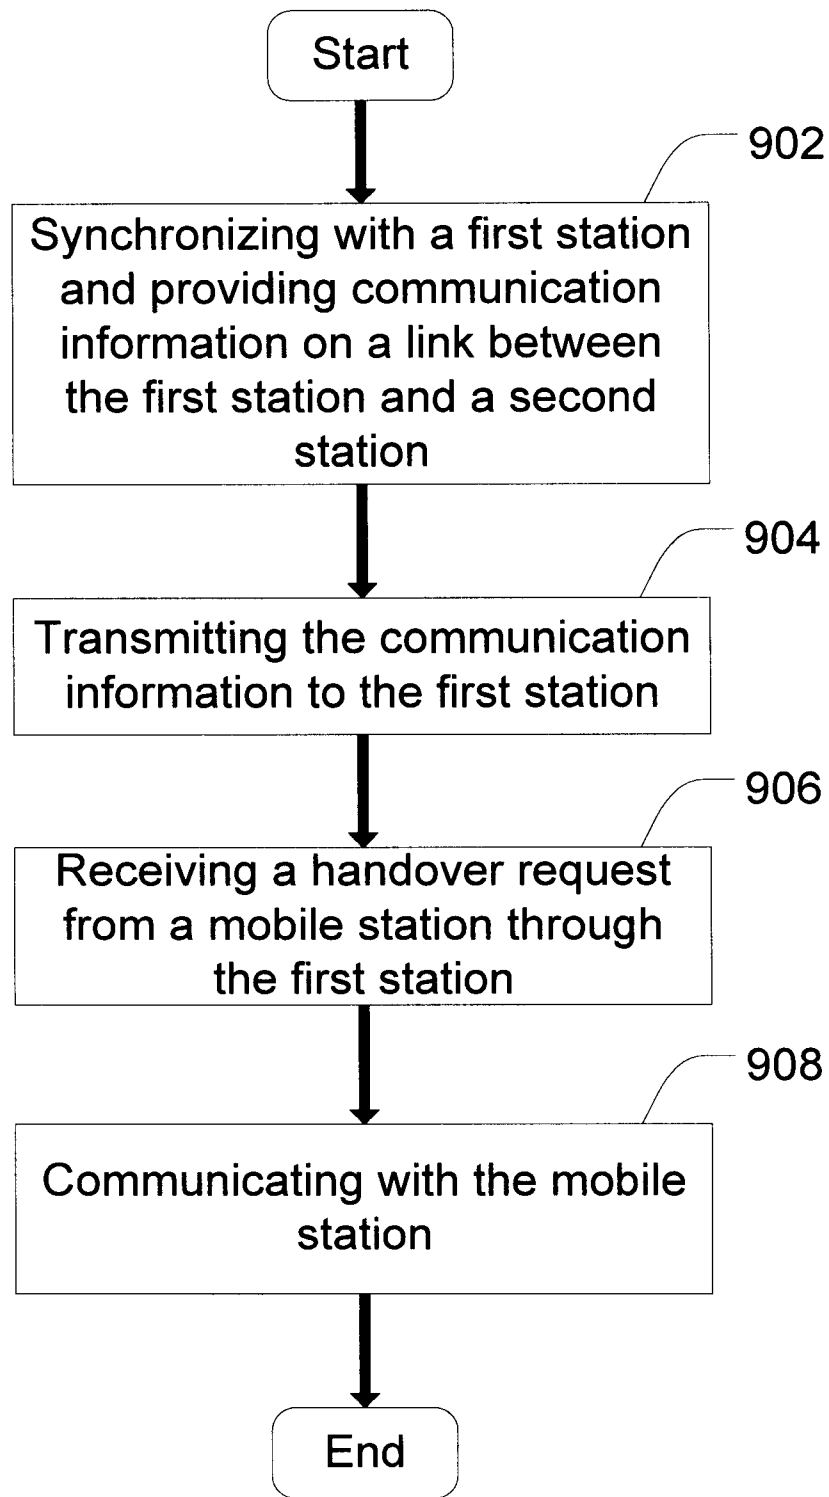 Start
902
Synchronizing with a first station
and providing communication
information on a link between
the first station and a second
station
904
Transmitting the communication
information to the first station
906
Receiving a handover request
from a mobile station through
the first station
908
Communicating with the mobile
station
End